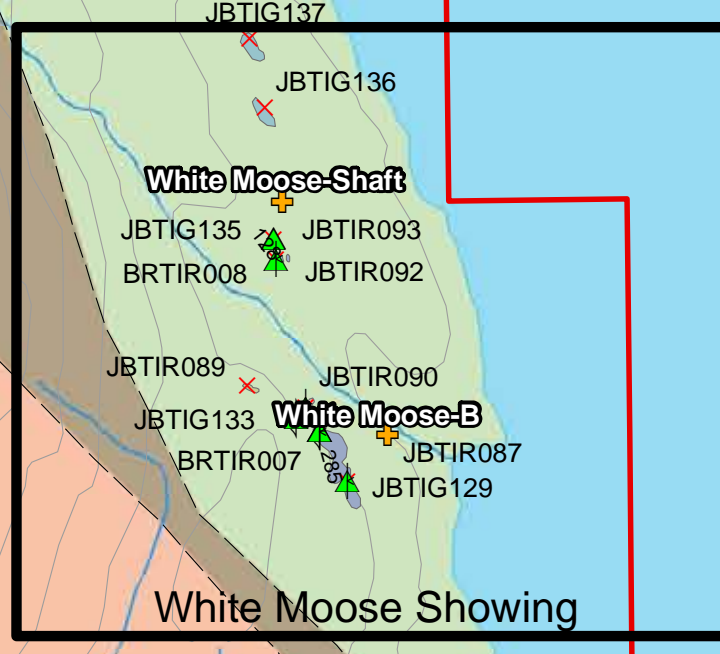 JBTIG137
JBTIG136
White Moose-Shaft
JBTIG135
JBTIR093
BRTIR008
JBTIR092
JBTIR089
JBTIR090
JBTIG133
White Moose-B
BRTIR007
285
JBTIR087
JBTIG129
White Moose Showing